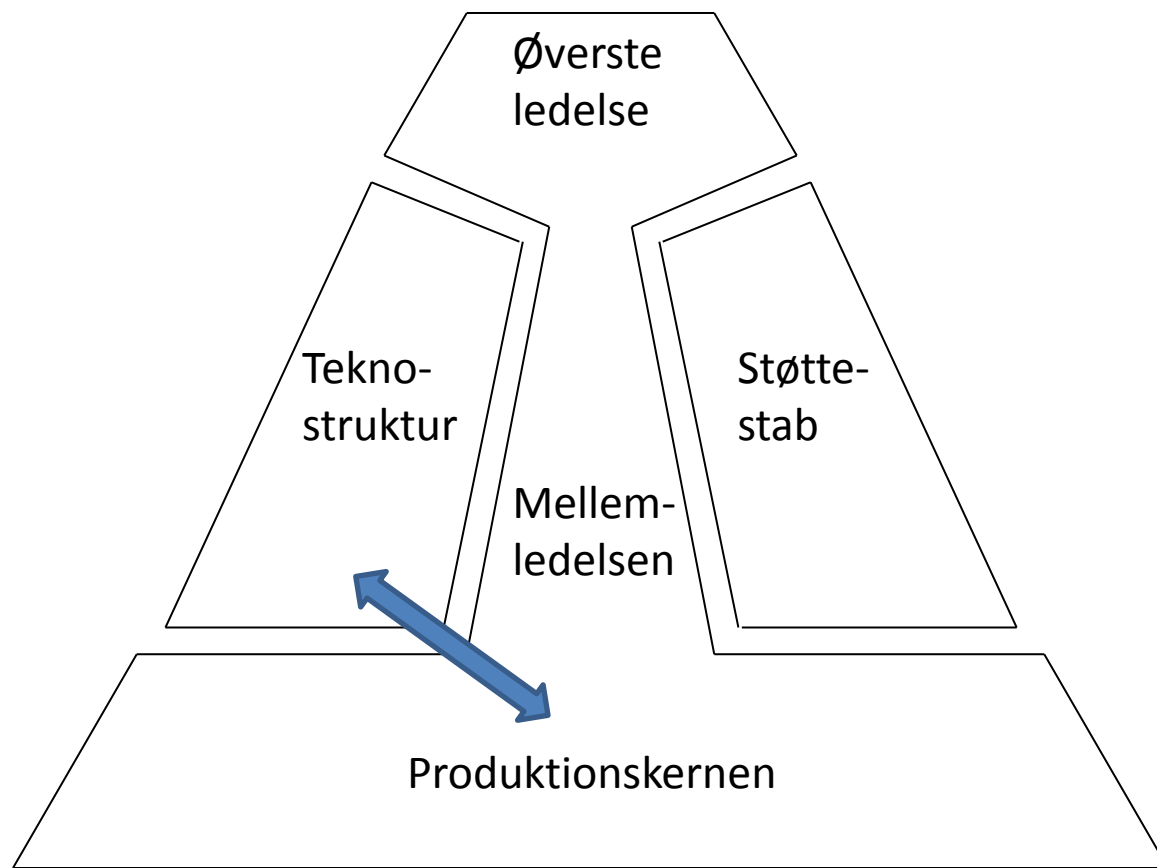 Øverste
ledelse
Tekno-
struktur
Støtte-
stab
Mellem-
ledelsen
Produktionskernen